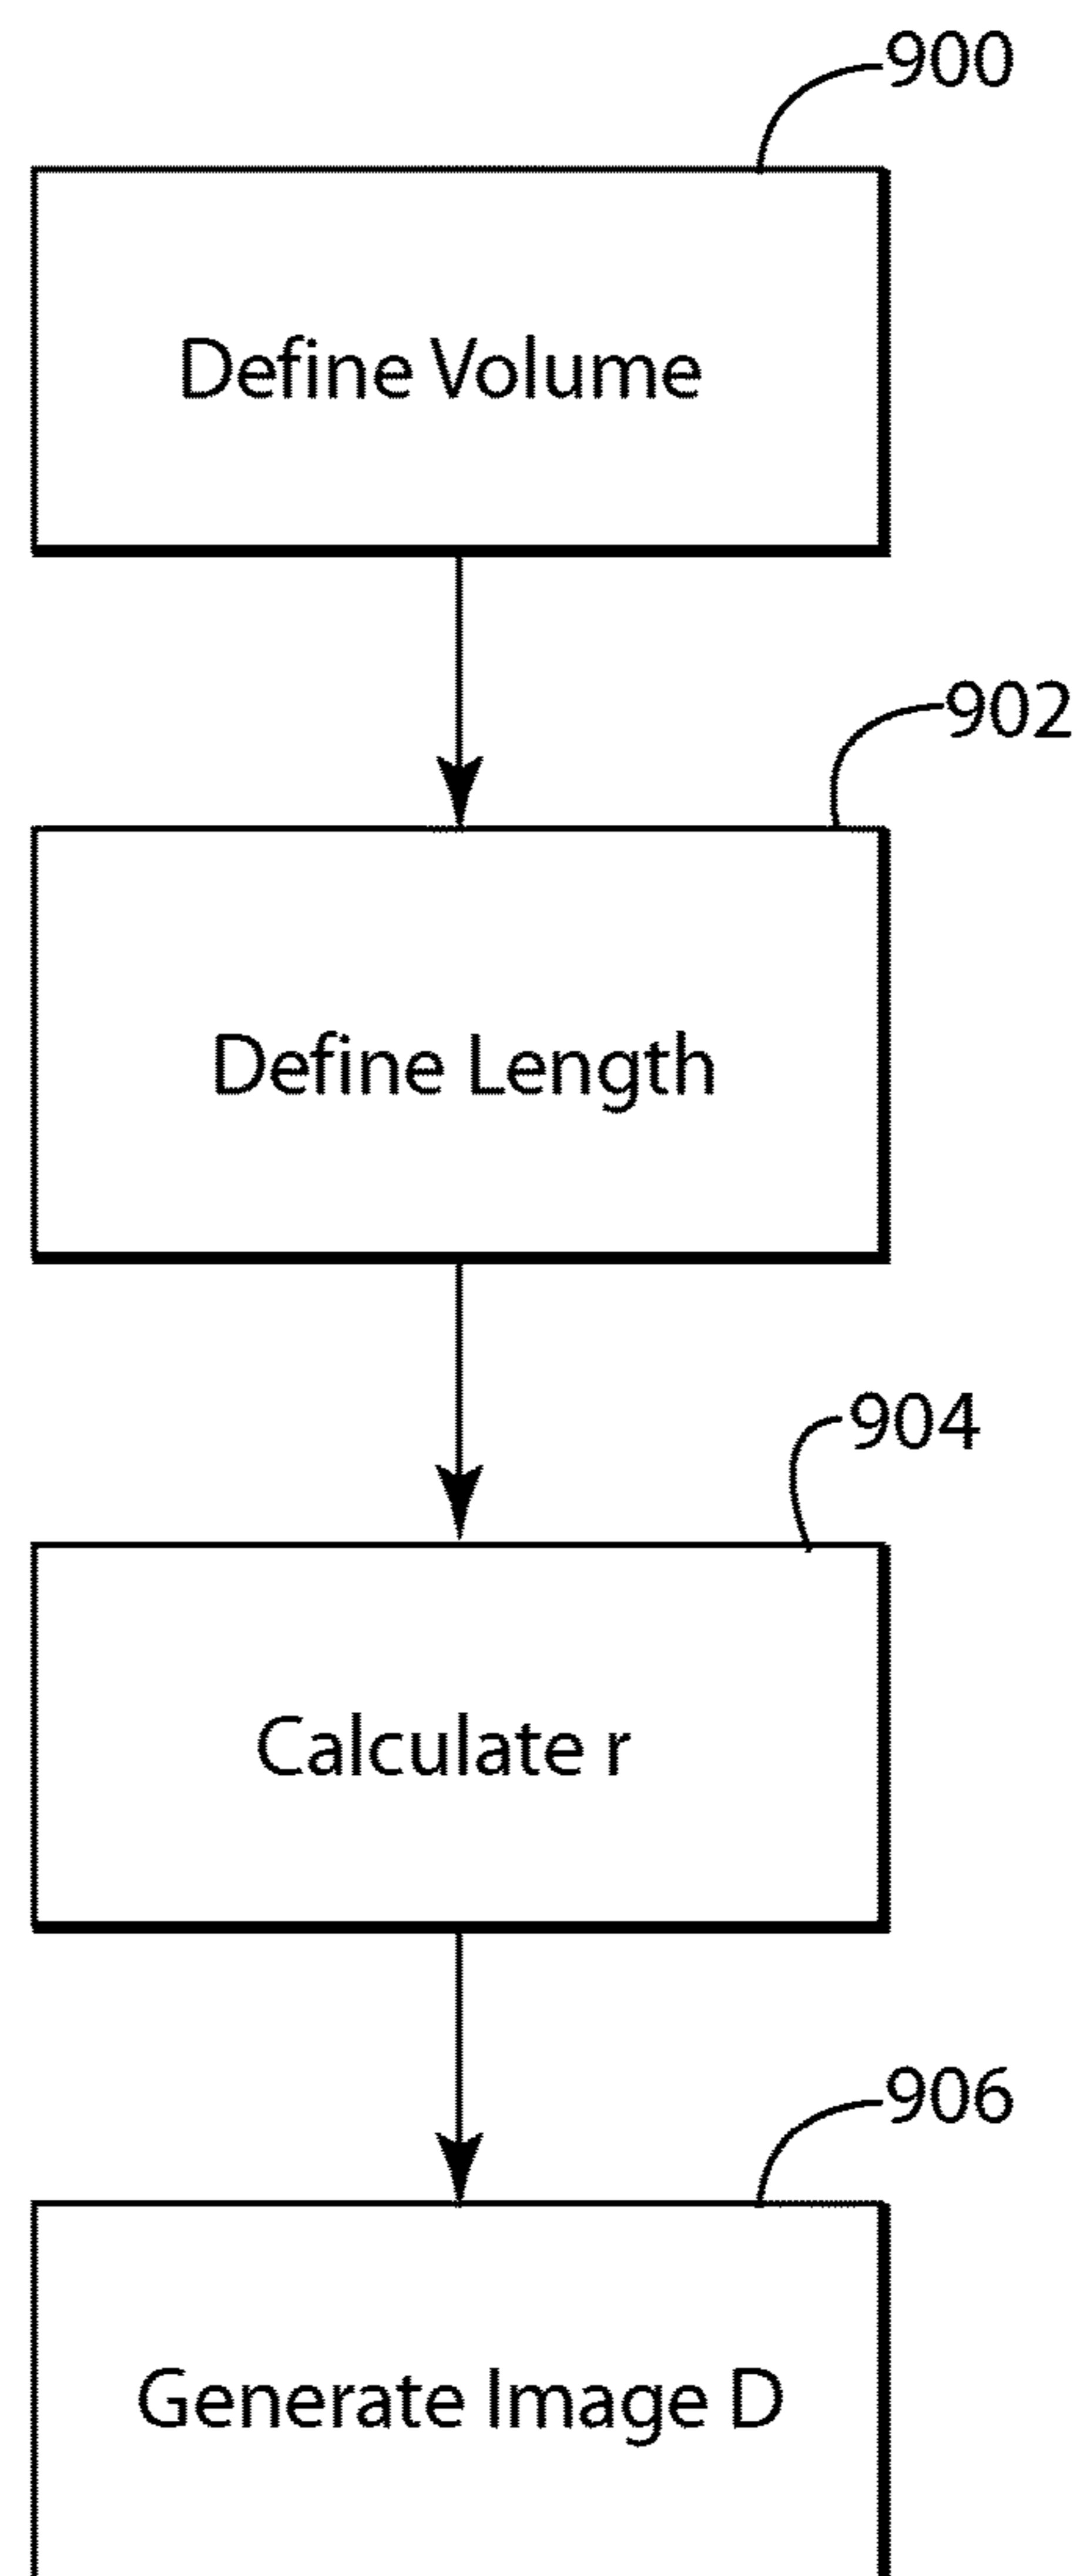 900
Define Volume
902
Define Length
904
Calculate r
906
Generate Image D